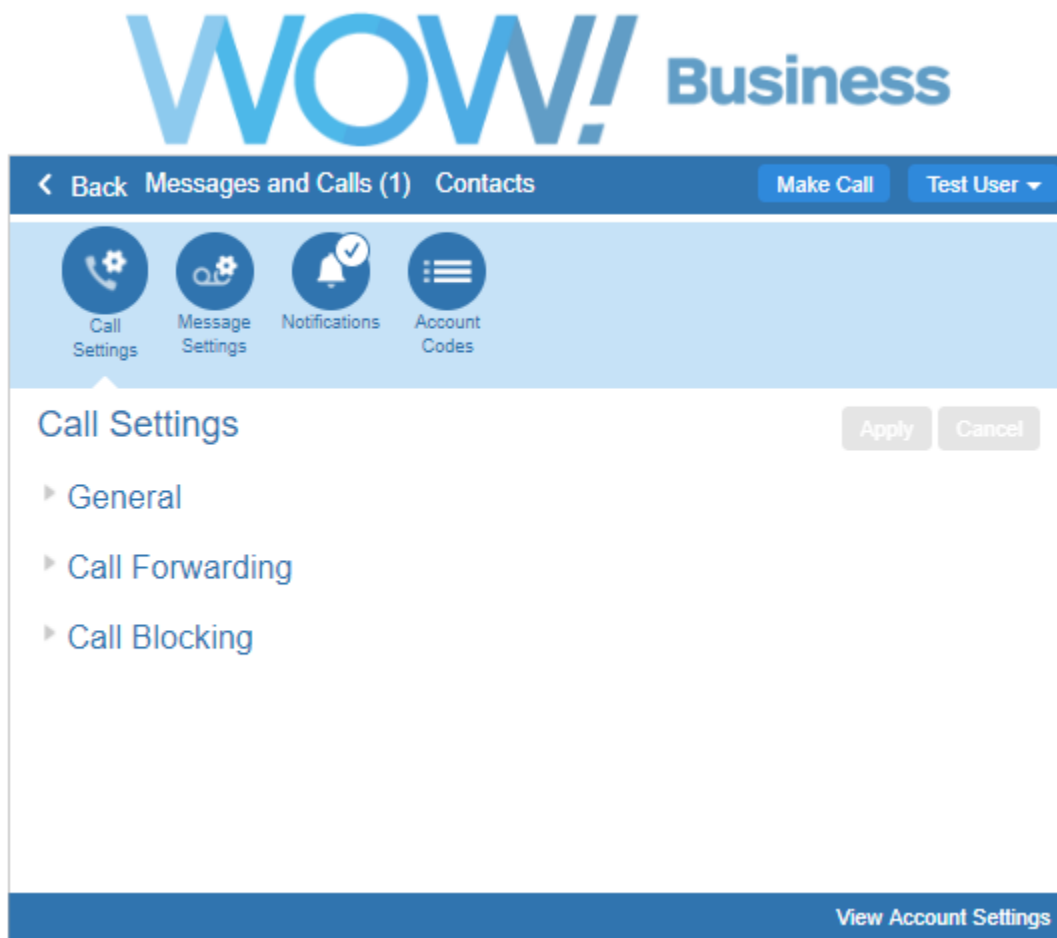 WOW! Business
Back Messages and Calls (1) Contacts Make Call Test User
Call Settings
Message Settings
Notifications
Account Codes
Call Settings Apply Cancel
General
Call Forwarding
Call Blocking
View Account Settings